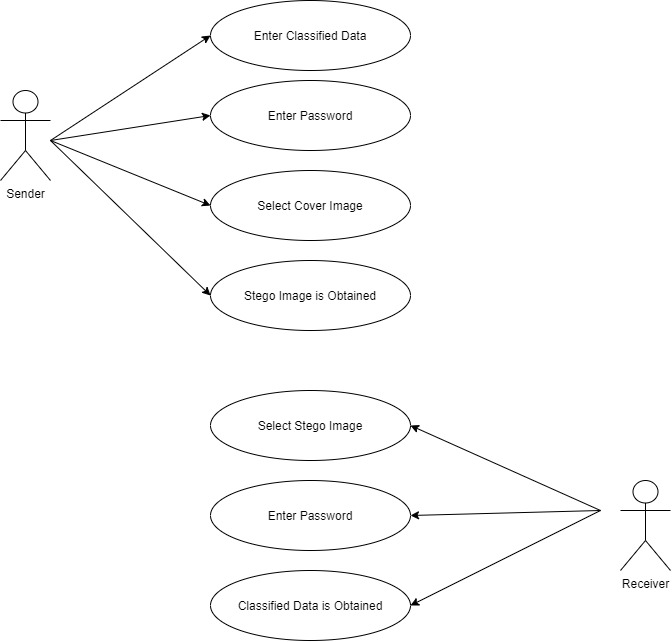 Enter Classified Data
Enter Password
Sender
Select Cover Image
Stego Image is Obtained
Select Stego Image
Enter Password
Receiver
Classified Data is Obtained